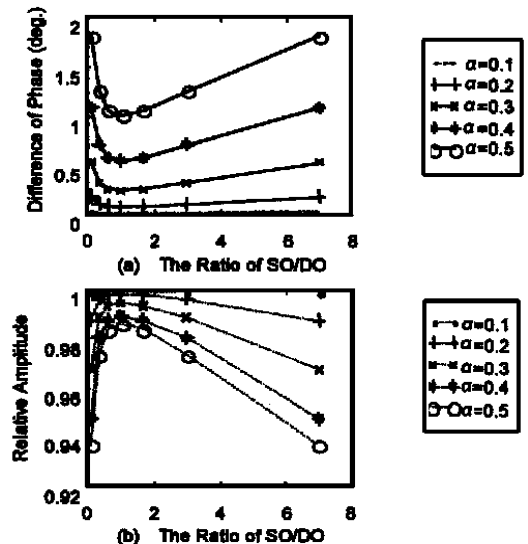 Difference of Phase (deg.)
2
1.5
1
0.5
0
0
2
4
6
8
(a) The Ratio of SO/DO
α=0.1
α=0.2
α=0.3
α=0.4
α=0.5
Relative Amplitude
1
0.98
0.96
0.94
0.92
0
2
4
6
8
(b) The Ratio of SO/DO
α=0.1
α=0.2
α=0.3
α=0.4
α=0.5